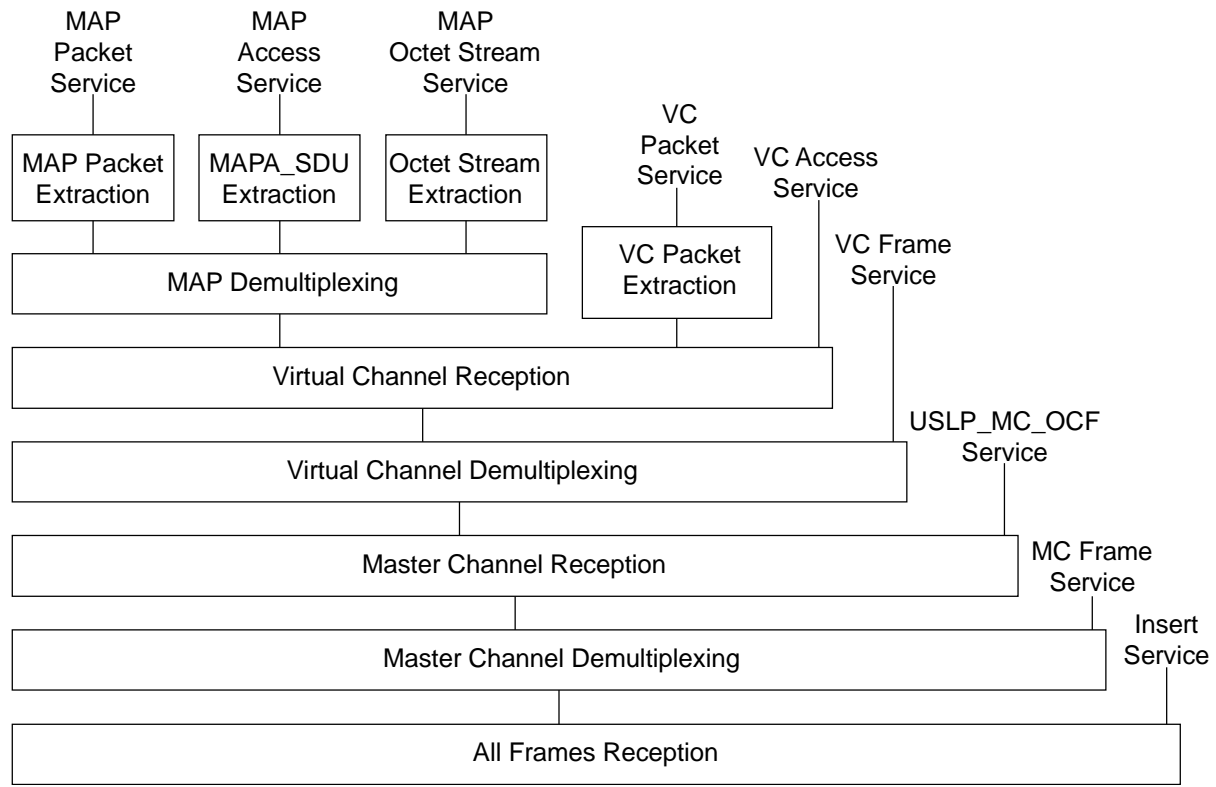 MAP
Packet
Service
MAP
Access
Service
MAP
Octet Stream
Service
VC
Packet
Service
VC Access
Service
VC Frame
Service
MAP Packet
Extraction
MAPA_SDU
Extraction
Octet Stream
Extraction
VC Packet
Extraction
MAP Demultiplexing
Virtual Channel Reception
USLP_MC_OCF
Service
Virtual Channel Demultiplexing
Master Channel Reception
MC Frame
Service
Master Channel Demultiplexing
Insert
Service
All Frames Reception